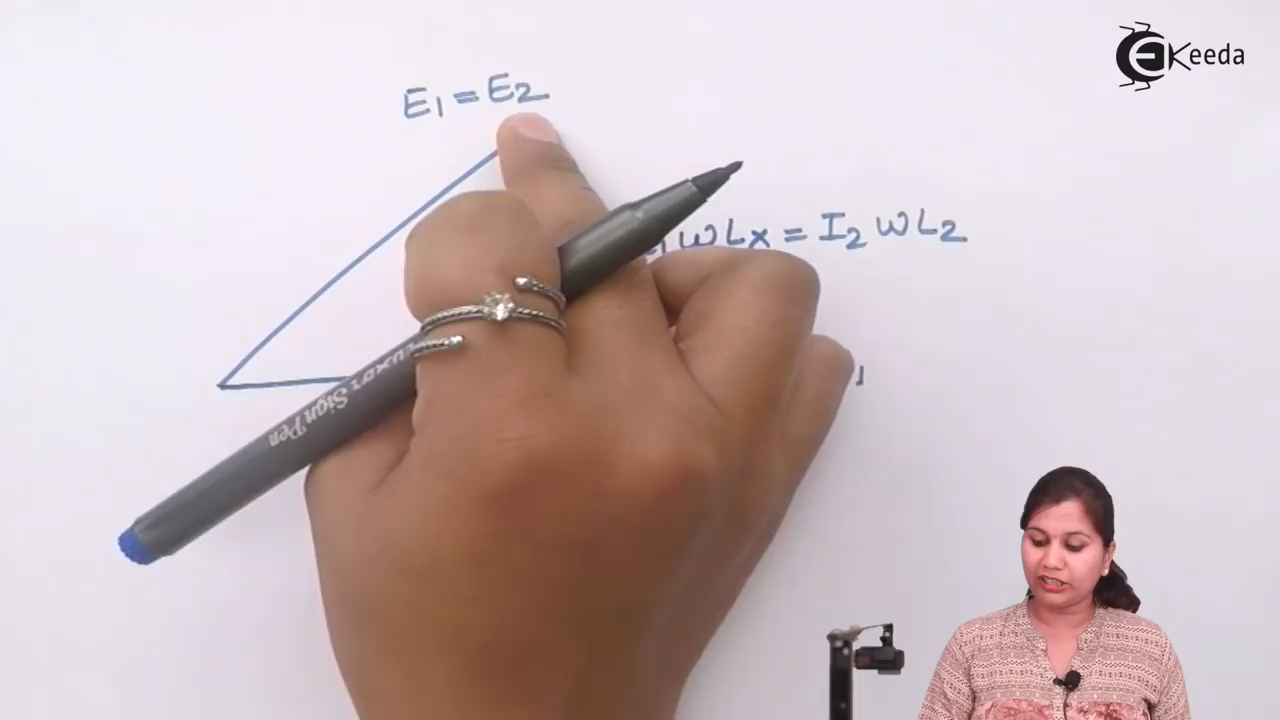 Keeda
E1 = E2
ωLx = I2 ωL2
Luxor Sign Pen